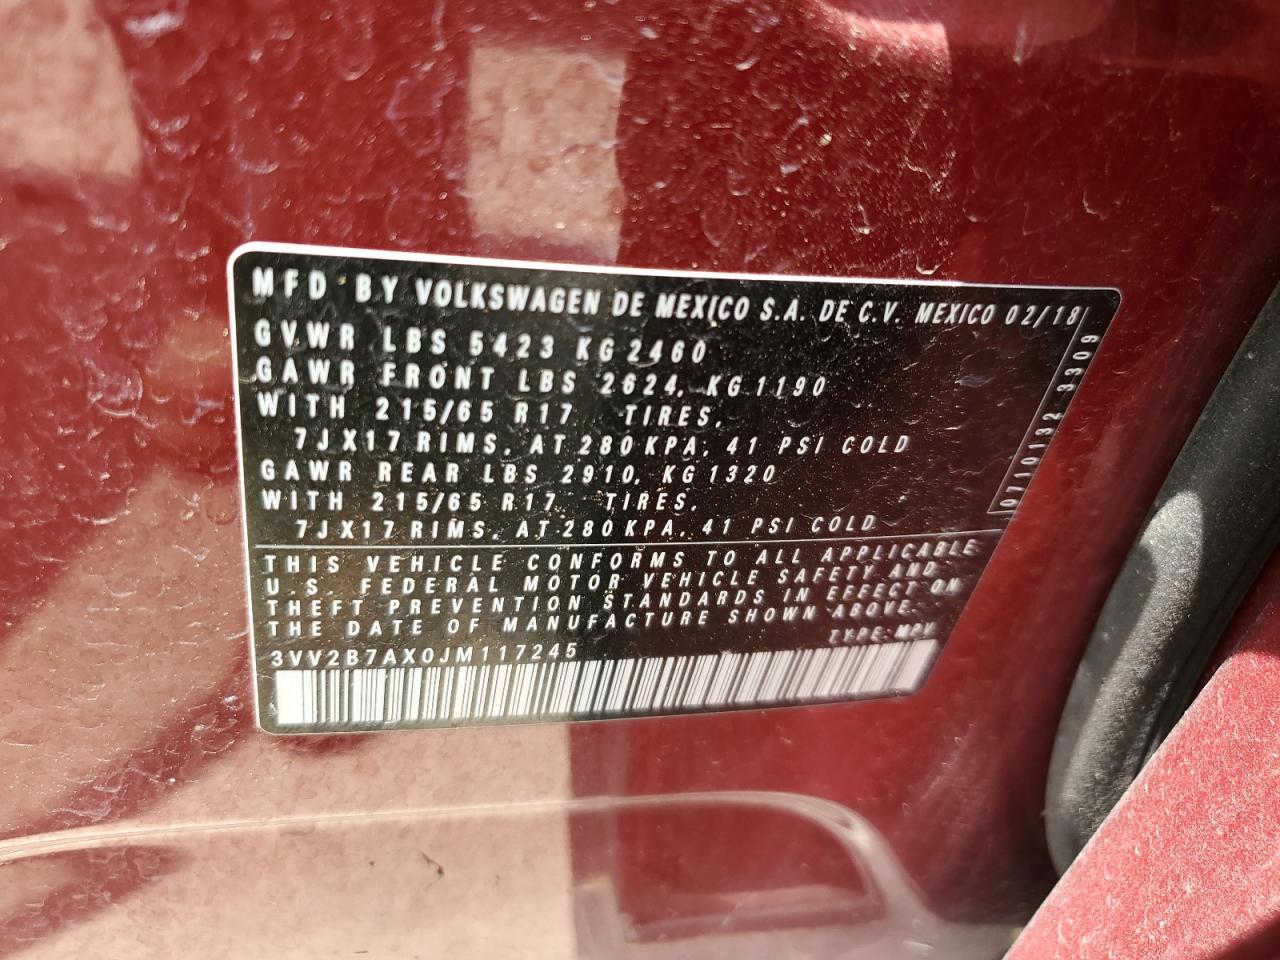 MFD BY VOLKSWAGEN DE MEXICO S.A. DE C.V. MEXICO 02/18
GVWR LBS 5423 KG 2460
GAWR FRONT LBS 2624, KG 1190
WITH 215/65 R17 TIRES,
7JX17 RIMS, AT 280 KPA, 41 PSI COLD
GAWR REAR LBS 2910, KG 1320
WITH 215/65 R17 TIRES,
7JX17 RIMS, AT 280 KPA, 41 PSI COLD
THIS VEHICLE CONFORMS TO ALL APPLICABLE
U.S. FEDERAL MOTOR VEHICLE SAFETY AND
THEFT PREVENTION STANDARDS IN EFFECT ON
THE DATE OF MANUFACTURE SHOWN ABOVE.
TYPE: MPV
3VV2B7AX0JM117245
3309